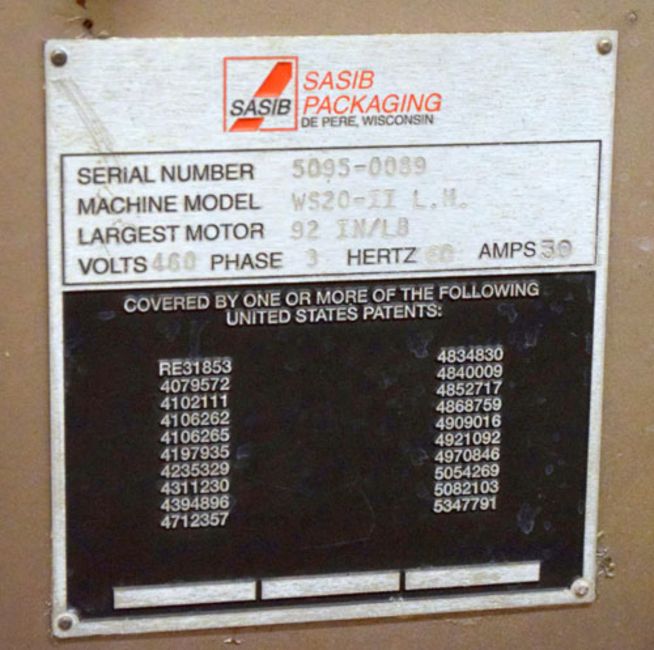 SASIB
SASIB
PACKAGING
DE PERE, WISCONSIN
SERIAL NUMBER 5095-0089
MACHINE MODEL WS20-II L.H.
LARGEST MOTOR 92 IN/LB
VOLTS 460 PHASE 3 HERTZ 60 AMPS 30
COVERED BY ONE OR MORE OF THE FOLLOWING
UNITED STATES PATENTS:
RE31853
4079572
4102111
4106262
4106265
4197935
4235329
4311230
4394896
4712357
4834830
4840009
4852717
4868759
4909016
4921092
4970846
5054269
5082103
5347791